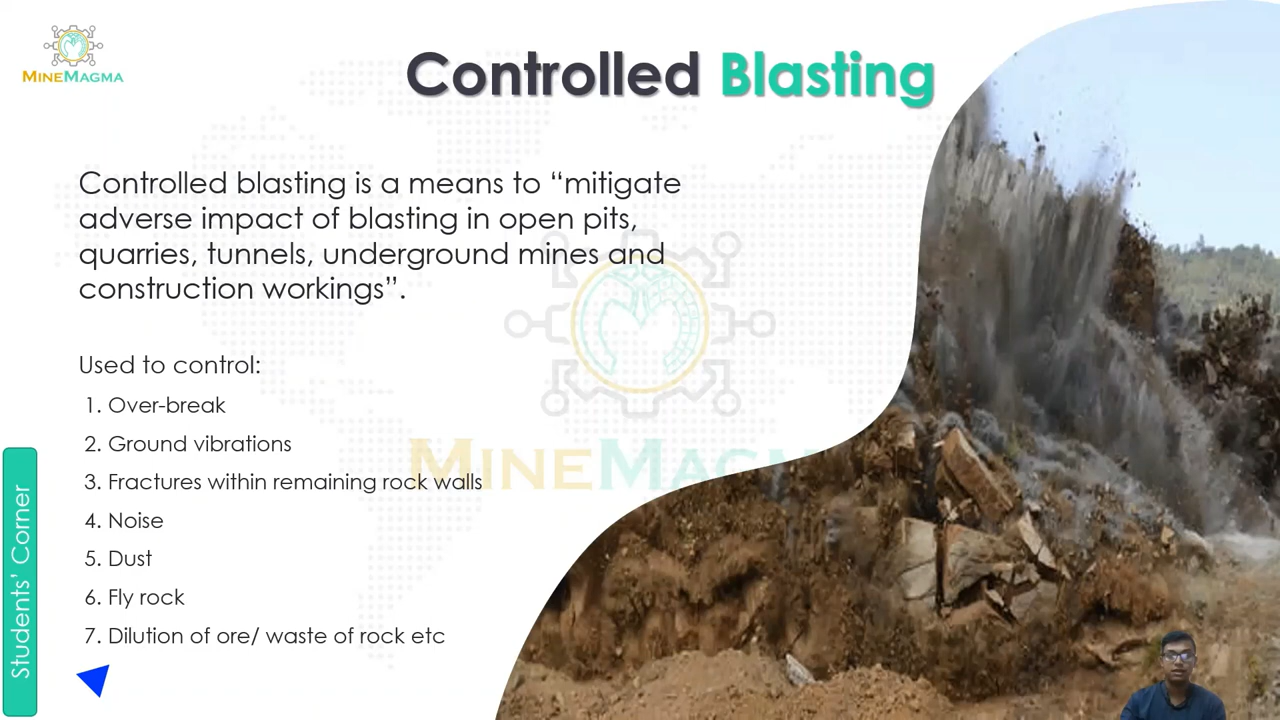 MINEMAGMA
Controlled Blasting
Controlled blasting is a means to “mitigate
adverse impact of blasting in open pits,
quarries, tunnels, underground mines and
construction workings”.
Used to control:
1. Over-break
2. Ground vibrations
3. Fractures within remaining rock walls
4. Noise
5. Dust
6. Fly rock
7. Dilution of ore/ waste of rock etc
Students’ Corner
MINEMAGMA